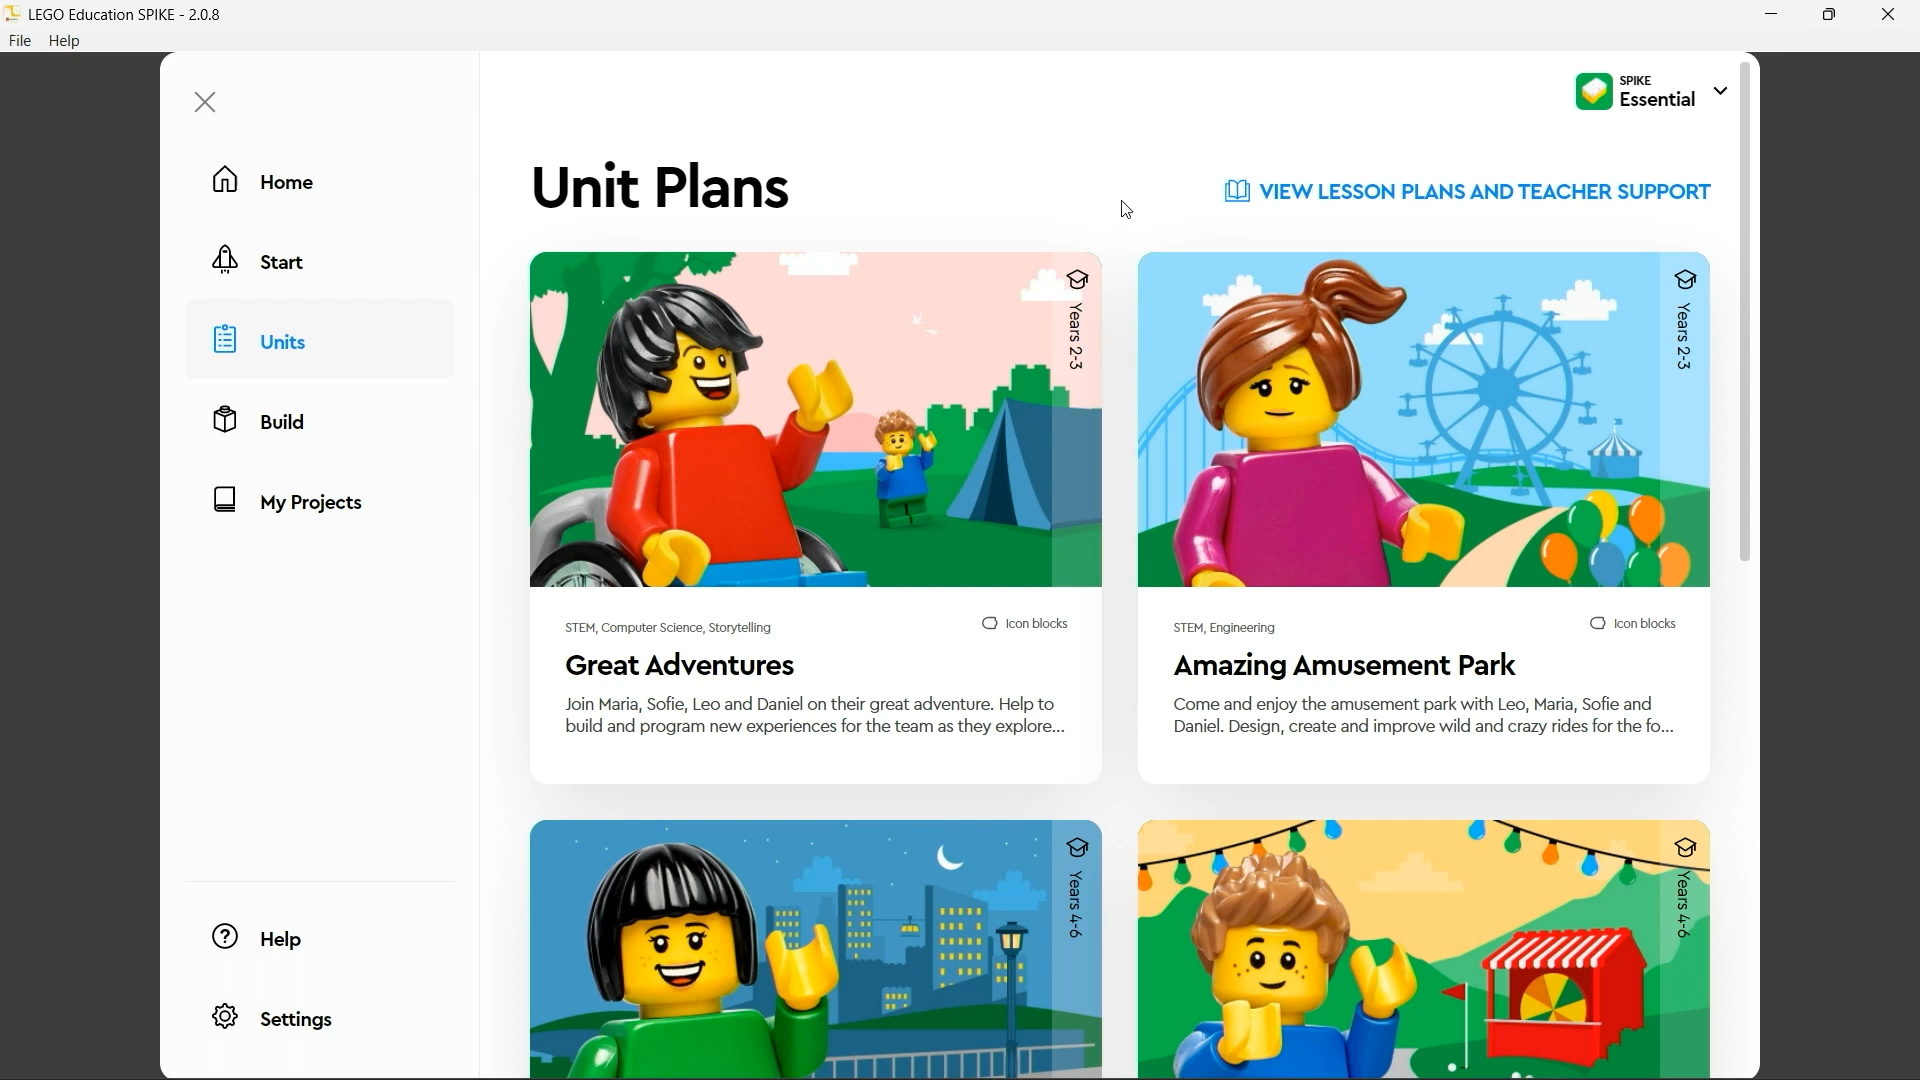 LEGO Education SPIKE - 2.0.8
File Help
SPIKE
Essential
Home
Start
Units
Build
My Projects
Help
Settings
Unit Plans
VIEW LESSON PLANS AND TEACHER SUPPORT
Years 2-3
STEM, Computer Science, Storytelling
Icon blocks
Great Adventures
Join Maria, Sofie, Leo and Daniel on their great adventure. Help to
build and program new experiences for the team as they explore...
Years 2-3
STEM, Engineering
Icon blocks
Amazing Amusement Park
Come and enjoy the amusement park with Leo, Maria, Sofie and
Daniel. Design, create and improve wild and crazy rides for the fo...
Years 4-6
Years 4-6